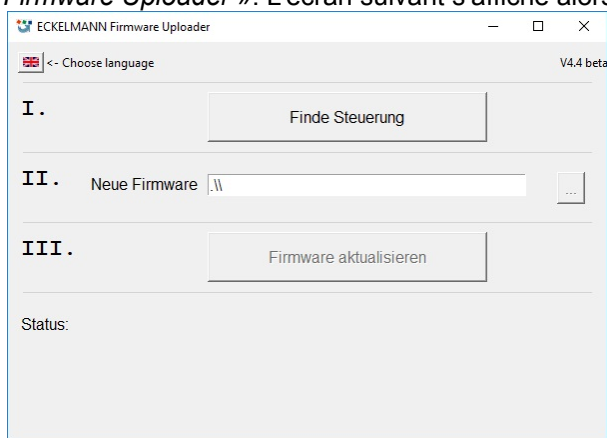 Firmware Uploader ». L'écran suivant s'affiche alors
ECKELMANN Firmware Uploader
<- Choose language V4.4 beta
I. Finde Steuerung
II. Neue Firmware .\\ ...
III. Firmware aktualisieren
Status: